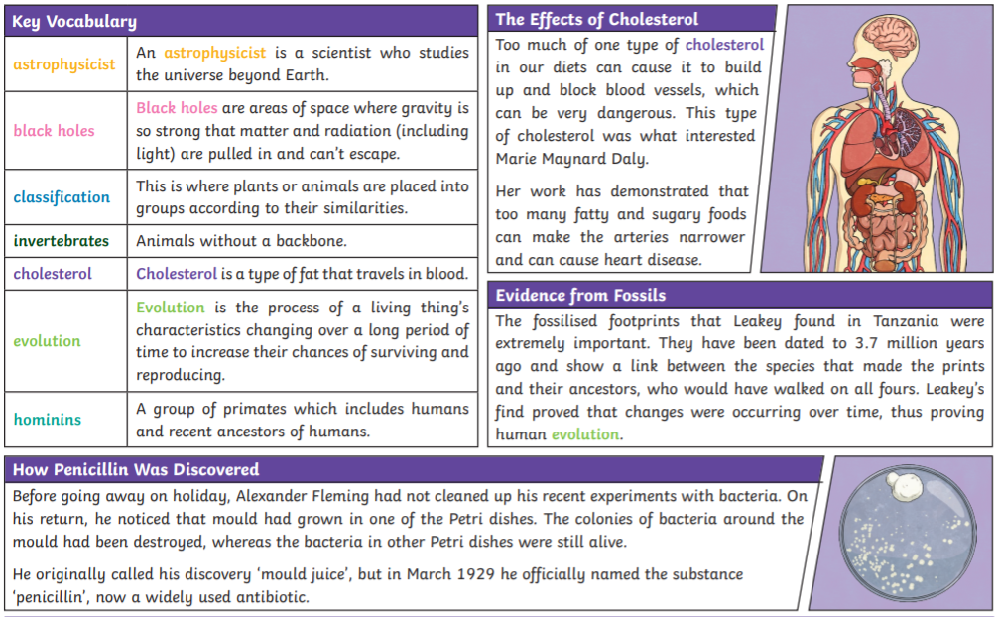 Key Vocabulary
astrophysicist
An astrophysicist is a scientist who studies
the universe beyond Earth.
black holes
Black holes are areas of space where gravity is
so strong that matter and radiation (including
light) are pulled in and can't escape.
classification
This is where plants or animals are placed into
groups according to their similarities.
invertebrates
Animals without a backbone.
cholesterol
Cholesterol is a type of fat that travels in blood.
evolution
Evolution is the process of a living thing's
characteristics changing over a long period of
time to increase their chances of surviving and
reproducing.
hominins
A group of primates which includes humans
and recent ancestors of humans.
The Effects of Cholesterol
Too much of one type of cholesterol
in our diets can cause it to build
up and block blood vessels, which
can be very dangerous. This type
of cholesterol was what interested
Marie Maynard Daly.
Her work has demonstrated that
too many fatty and sugary foods
can make the arteries narrower
and can cause heart disease.
Evidence from Fossils
The fossilised footprints that Leakey found in Tanzania were
extremely important. They have been dated to 3.7 million years
ago and show a link between the species that made the prints
and their ancestors, who would have walked on all fours. Leakey's
find proved that changes were occurring over time, thus proving
human evolution.
How Penicillin Was Discovered
Before going away on holiday, Alexander Fleming had not cleaned up his recent experiments with bacteria. On
his return, he noticed that mould had grown in one of the Petri dishes. The colonies of bacteria around the
mould had been destroyed, whereas the bacteria in other Petri dishes were still alive.
He originally called his discovery 'mould juice', but in March 1929 he officially named the substance
'penicillin', now a widely used antibiotic.